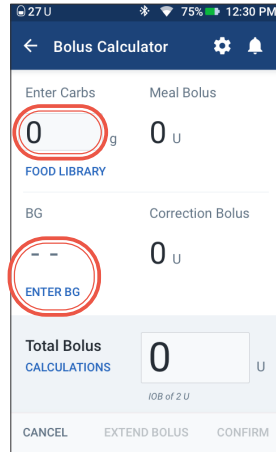 27 U 75% 12:30 PM
Bolus Calculator
Enter Carbs Meal Bolus
0 g 0 U
FOOD LIBRARY
BG Correction Bolus
- - 0 U
ENTER BG
Total Bolus 0 U
CALCULATIONS
IOB of 2 U
CANCEL EXTEND BOLUS CONFIRM